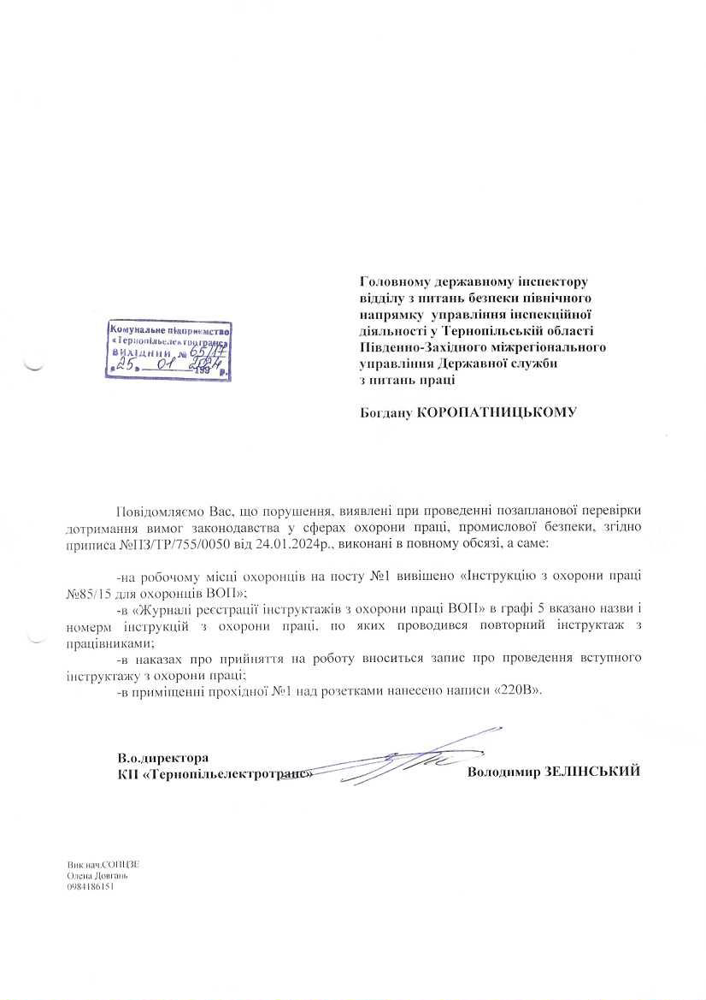 Головному державному інспектору
відділу з питань безпеки північного
напрямку управління інспекційної
діяльності у Тернопільській області
Південно-Західного міжрегіонального
управління Державної служби
з питань праці
Комунальне підприємство
«Тернопільелектротранс»
ВИХІДНИЙ № 65/17
«25» 01 2024 199 р.
Богдану КОРОПАТНИЦЬКОМУ
Повідомляємо Вас, що порушення, виявлені при проведенні позапланової перевірки
дотримання вимог законодавства у сферах охорони праці, промислової безпеки, згідно
приписа №ПЗ/ТР/755/0050 від 24.01.2024р., виконані в повному обсязі, а саме:
-на робочому місці охоронців на посту №1 вивішено «Інструкцію з охорони праці
№85/15 для охоронців ВОП»;
-в «Журналі реєстрації інструктажів з охорони праці ВОП» в графі 5 вказано назви і
номерм інструкцій з охорони праці, по яких проводився повторний інструктаж з
працівниками;
-в наказах про прийняття на роботу вноситься запис про проведення вступного
інструктажу з охорони праці;
-в приміщенні прохідної №1 над розетками нанесено написи «220В».
В.о.директора
КП «Тернопільелектротранс» Володимир ЗЕЛІНСЬКИЙ
Вик нач.СОПЦЗЕ
Олена Довгань
0984186151